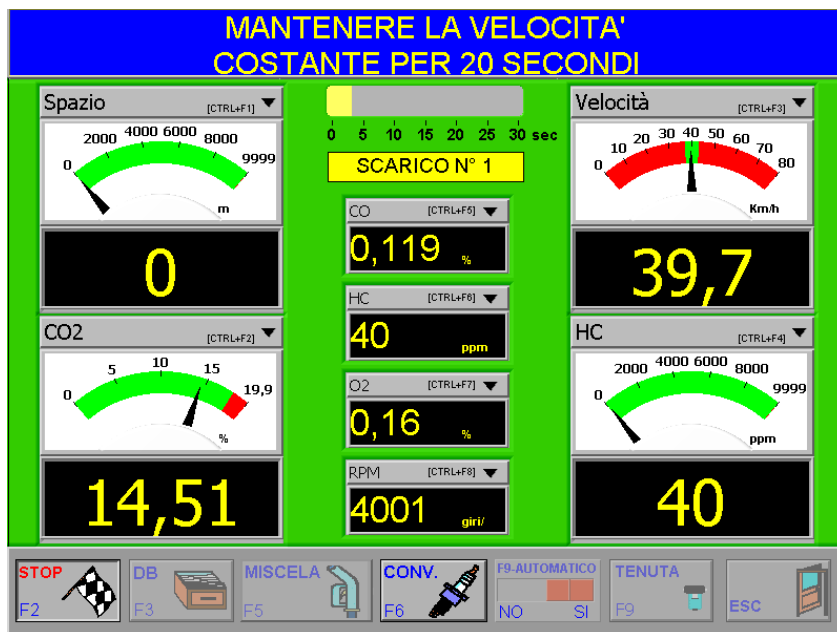 MANTENERE LA VELOCITA'
COSTANTE PER 20 SECONDI
Spazio [CTRL+F1]
0 2000 4000 6000 8000 9999
m
0
CO2 [CTRL+F2]
0 5 10 15 19,9
%
14,51
0 5 10 15 20 25 30 sec
SCARICO N° 1
CO [CTRL+F5]
0,119 %
HC [CTRL+F6]
40 ppm
O2 [CTRL+F7]
0,16 %
RPM [CTRL+F8]
4001 giri/
Velocità [CTRL+F3]
0 10 20 30 40 50 60 70 80
Km/h
39,7
HC [CTRL+F4]
0 2000 4000 6000 8000 9999
ppm
40
STOP
F2
DB
F3
MISCELA
F5
CONV.
F6
F9-AUTOMATICO
NO SI
TENUTA
F9
ESC